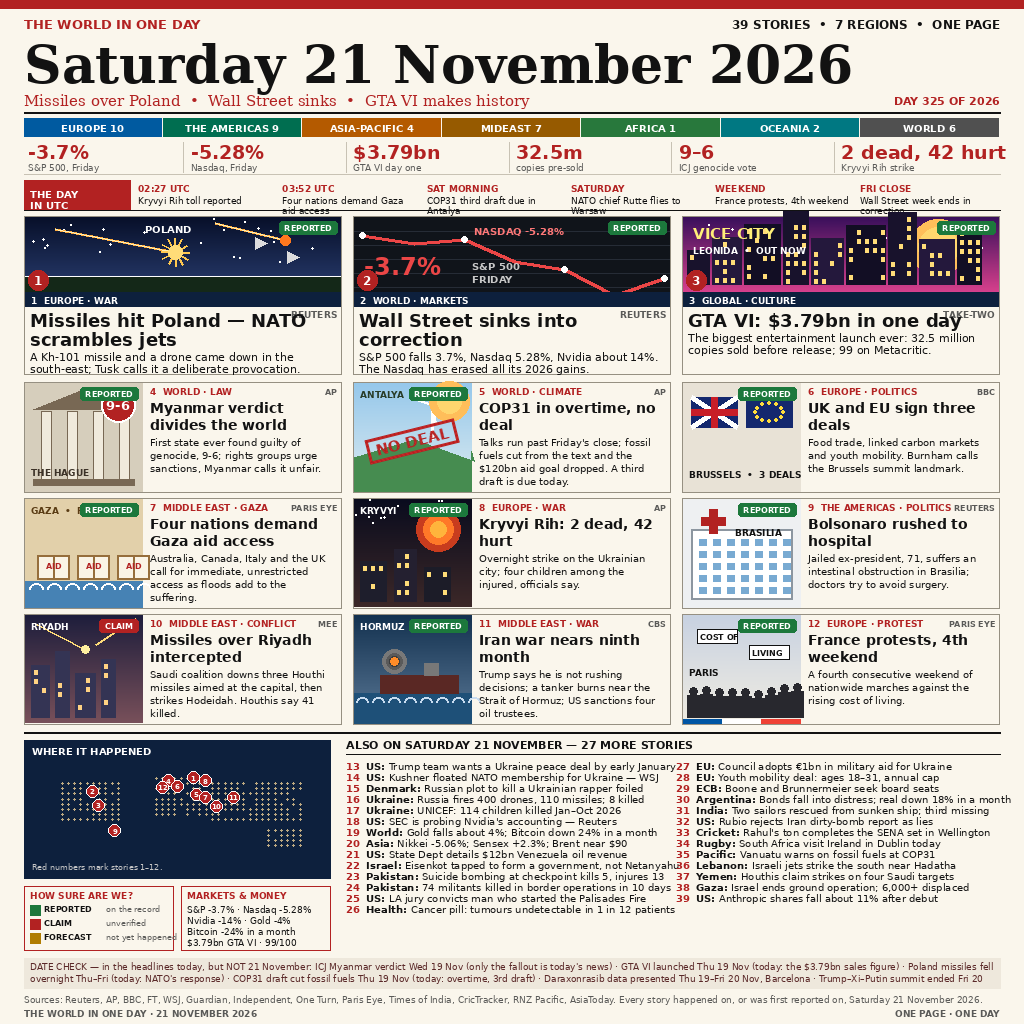 THE WORLD IN ONE DAY
39 STORIES • 7 REGIONS • ONE PAGE
Saturday 21 November 2026
Missiles over Poland • Wall Street sinks • GTA VI makes history
DAY 325 OF 2026
EUROPE 10
THE AMERICAS 9
ASIA-PACIFIC 4
MIDEAST 7
AFRICA 1
OCEANIA 2
WORLD 6
-3.7%
S&P 500, Friday
-5.28%
Nasdaq, Friday
$3.79bn
GTA VI day one
32.5m
copies pre-sold
9–6
ICJ genocide vote
2 dead, 42 hurt
Kryvyi Rih strike
THE DAY
IN UTC
02:27 UTC
Kryvyi Rih toll reported
03:52 UTC
Four nations demand Gaza
aid access
SAT MORNING
COP31 third draft due in
Antalya
SATURDAY
NATO chief Rutte flies to
Warsaw
WEEKEND
France protests, 4th weekend
FRI CLOSE
Wall Street week ends in
correction
POLAND
REPORTED
1
1 EUROPE · WAR
REUTERS
Missiles hit Poland — NATO
scrambles jets
A Kh-101 missile and a drone came down in the
south-east; Tusk calls it a deliberate provocation.
NASDAQ -5.28%
REPORTED
-3.7%
S&P 500
FRIDAY
2
2 WORLD · MARKETS
REUTERS
Wall Street sinks into
correction
S&P 500 falls 3.7%, Nasdaq 5.28%, Nvidia about 14%.
The Nasdaq has erased all its 2026 gains.
VICE CITY
REPORTED
LEONIDA • OUT NOW
3
3 GLOBAL · CULTURE
TAKE-TWO
GTA VI: $3.79bn in one day
The biggest entertainment launch ever: 32.5 million
copies sold before release; 99 on Metacritic.
REPORTED
9–6
THE HAGUE
4 WORLD · LAW
AP
Myanmar verdict
divides the world
First state ever found guilty of
genocide, 9-6; rights groups urge
sanctions, Myanmar calls it unfair.
ANTALYA
REPORTED
NO DEAL
5 WORLD · CLIMATE
AP
COP31 in overtime, no
deal
Talks run past Friday's close; fossil
fuels cut from the text and the
$120bn aid goal dropped. A third
draft is due today.
REPORTED
BRUSSELS • 3 DEALS
6 EUROPE · POLITICS
BBC
UK and EU sign three
deals
Food trade, linked carbon markets
and youth mobility. Burnham calls
the Brussels summit landmark.
GAZA •
REPORTED
AID
AID
AID
7 MIDDLE EAST · GAZA
PARIS EYE
Four nations demand
Gaza aid access
Australia, Canada, Italy and the UK
call for immediate, unrestricted
access as floods add to the
suffering.
KRYVYI
REPORTED
8 EUROPE · WAR
AP
Kryvyi Rih: 2 dead, 42
hurt
Overnight strike on the Ukrainian
city; four children among the
injured, officials say.
REPORTED
BRASILIA
9 THE AMERICAS · POLITICS
REUTERS
Bolsonaro rushed to
hospital
Jailed ex-president, 71, suffers an
intestinal obstruction in Brasilia;
doctors try to avoid surgery.
RIYADH
CLAIM
10 MIDDLE EAST · CONFLICT
MEE
Missiles over Riyadh
intercepted
Saudi coalition downs three Houthi
missiles aimed at the capital, then
strikes Hodeidah. Houthis say 41
killed.
HORMUZ
REPORTED
11 MIDDLE EAST · WAR
CBS
Iran war nears ninth
month
Trump says he is not rushing
decisions; a tanker burns near the
Strait of Hormuz; US sanctions four
oil trustees.
REPORTED
COST OF
LIVING
PARIS
12 EUROPE · PROTEST
PARIS EYE
France protests, 4th
weekend
A fourth consecutive weekend of
nationwide marches against the
rising cost of living.
WHERE IT HAPPENED
1
2
3
4
5
6
7
8
9
10
11
12
Red numbers mark stories 1–12.
HOW SURE ARE WE?
REPORTED on the record
CLAIM unverified
FORECAST not yet happened
MARKETS & MONEY
S&P -3.7% · Nasdaq -5.28%
Nvidia -14% · Gold -4%
Bitcoin -24% in a month
$3.79bn GTA VI · 99/100
ALSO ON SATURDAY 21 NOVEMBER — 27 MORE STORIES
13 US: Trump team wants a Ukraine peace deal by early January
14 US: Kushner floated NATO membership for Ukraine — WSJ
15 Denmark: Russian plot to kill a Ukrainian rapper foiled
16 Ukraine: Russia fires 400 drones, 110 missiles; 8 killed
17 Ukraine: UNICEF: 114 children killed Jan–Oct 2026
18 US: SEC is probing Nvidia's accounting — Reuters
19 World: Gold falls about 4%; Bitcoin down 24% in a month
20 Asia: Nikkei -5.06%; Sensex +2.3%; Brent near $90
21 US: State Dept details $12bn Venezuela oil revenue
22 Israel: Eisenkot tapped to form a government, not Netanyahu
23 Pakistan: Suicide bombing at checkpoint kills 5, injures 13
24 Pakistan: 74 militants killed in border operations in 10 days
25 US: LA jury convicts man who started the Palisades Fire
26 Health: Cancer pill: tumours undetectable in 1 in 12 patients
27 EU: Council adopts €1bn in military aid for Ukraine
28 EU: Youth mobility deal: ages 18–31, annual cap
29 ECB: Boone and Brunnermeier seek board seats
30 Argentina: Bonds fall into distress; real down 18% in a month
31 India: Two sailors rescued from sunken ship; third missing
32 US: Rubio rejects Iran dirty-bomb report as lies
33 Cricket: Rahul's ton completes the SENA set in Wellington
34 Rugby: South Africa visit Ireland in Dublin today
35 Pacific: Vanuatu warns on fossil fuels at COP31
36 Lebanon: Israeli jets strike the south near Hadatha
37 Yemen: Houthis claim strikes on four Saudi targets
38 Gaza: Israel ends ground operation; 6,000+ displaced
39 US: Anthropic shares fall about 11% after debut
DATE CHECK — in the headlines today, but NOT 21 November: ICJ Myanmar verdict Wed 19 Nov (only the fallout is today's news) · GTA VI launched Thu 19 Nov (today: the $3.79bn sales figure) · Poland missiles fell
overnight Thu–Fri (today: NATO's response) · COP31 draft cut fossil fuels Thu 19 Nov (today: overtime, 3rd draft) · Daraxonrasib data presented Thu 19–Fri 20 Nov, Barcelona · Trump–Xi–Putin summit ended Fri 20
Sources: Reuters, AP, BBC, FT, WSJ, Guardian, Independent, One Turn, Paris Eye, Times of India, CricTracker, RNZ Pacific, AsiaToday. Every story happened on, or was first reported on, Saturday 21 November 2026.
THE WORLD IN ONE DAY · 21 NOVEMBER 2026
ONE PAGE · ONE DAY